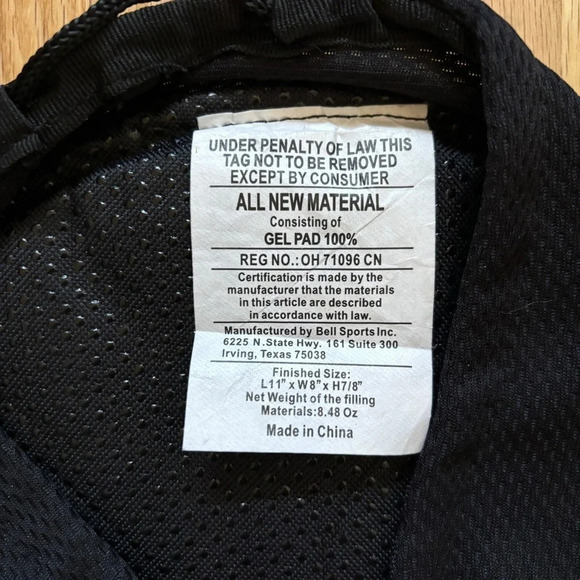 UNDER PENALTY OF LAW THIS
TAG NOT TO BE REMOVED
EXCEPT BY CONSUMER
ALL NEW MATERIAL
Consisting of
GEL PAD 100%
REG NO.:OH 71096 CN
Certification is made by the
manufacturer that the materials
in this article are described
in accordance with law.
Manufactured by Bell Sports Inc.
6225 N.State Hwy. 161 Suite 300
Irving, Texas 75038
Finished Size:
L11" x W8" x H7/8"
Net Weight of the filling
Materials:8.48 Oz
Made in China